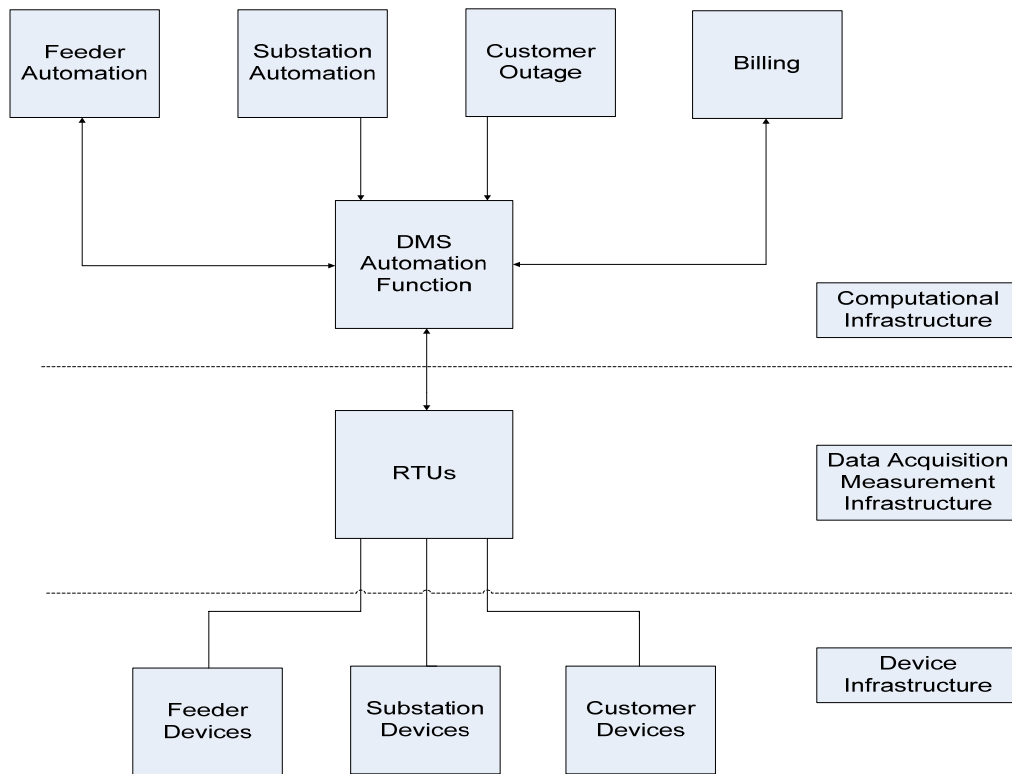 Feeder
Automation
Substation
Automation
Customer
Outage
Billing
DMS
Automation
Function
Computational
Infrastructure
RTUs
Data Acquisition
Measurement
Infrastructure
Device
Infrastructure
Feeder
Devices
Substation
Devices
Customer
Devices